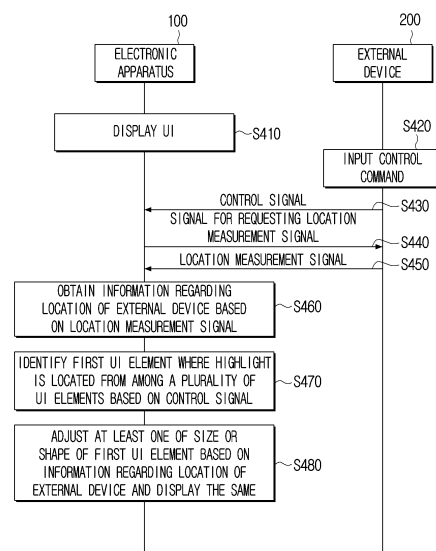 100
200
ELECTRONIC
APPARATUS
EXTERNAL
DEVICE
DISPLAY UI
S410
S420
INPUT CONTROL
COMMAND
CONTROL SIGNAL
S430
SIGNAL FOR REQUESTING LOCATION
MEASUREMENT SIGNAL
S440
LOCATION MEASUREMENT SIGNAL
S450
OBTAIN INFORMATION REGARDING
LOCATION OF EXTERNAL DEVICE BASED
ON LOCATION MEASUREMENT SIGNAL
S460
IDENTIFY FIRST UI ELEMENT WHERE HIGHLIGHT
IS LOCATED FROM AMONG A PLURALITY OF
UI ELEMENTS BASED ON CONTROL SIGNAL
S470
ADJUST AT LEAST ONE OF SIZE OR
SHAPE OF FIRST UI ELEMENT BASED ON
INFORMATION REGARDING LOCATION OF
EXTERNAL DEVICE AND DISPLAY THE SAME
S480